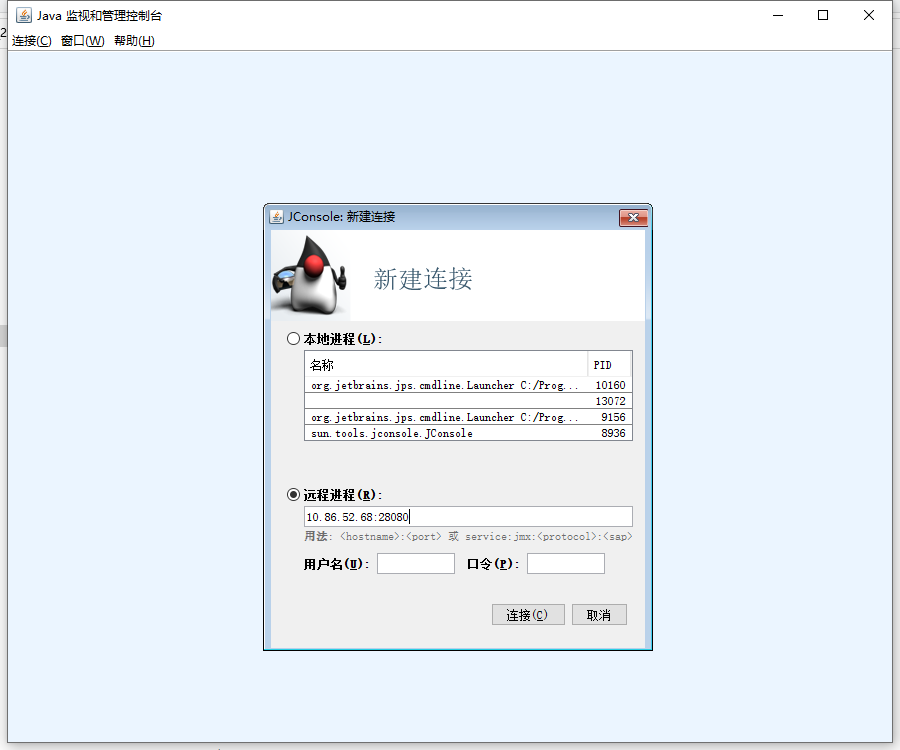 Java 监视和管理控制台
2
连接(C) 窗口(W) 帮助(H)
JConsole: 新建连接
新建连接
本地进程(L):
名称 PID
org.jetbrains.jps.cmdline.Launcher C:/Prog... 10160
13072
org.jetbrains.jps.cmdline.Launcher C:/Prog... 9156
sun.tools.jconsole.JConsole 8936
远程进程(R):
10.86.52.68:28080
用法: <hostname>:<port> 或 service:jmx:<protocol>:<sap>
用户名(U): 口令(P):
连接(C) 取消